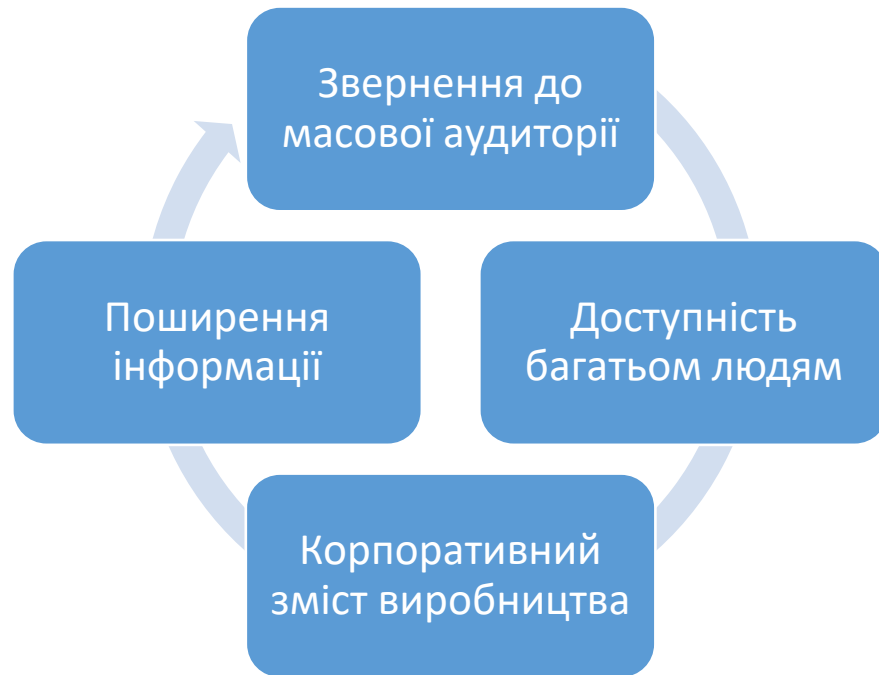 Звернення до
масової аудиторії
Доступність
багатьом людям
Корпоративний
зміст виробництва
Поширення
інформації